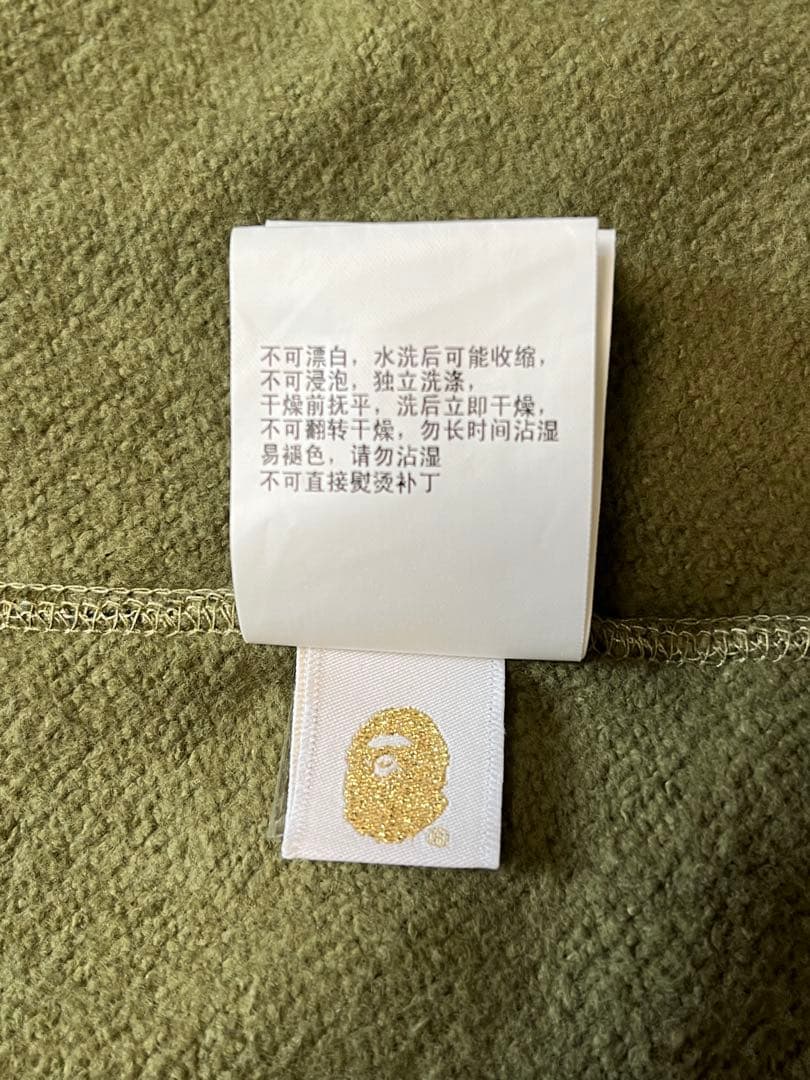 不可漂白，水洗后可能收缩，
不可浸泡，独立洗涤，
干燥前抚平，洗后立即干燥，
不可翻转干燥，勿长时间沾湿
易褪色，请勿沾湿
不可直接熨烫补丁